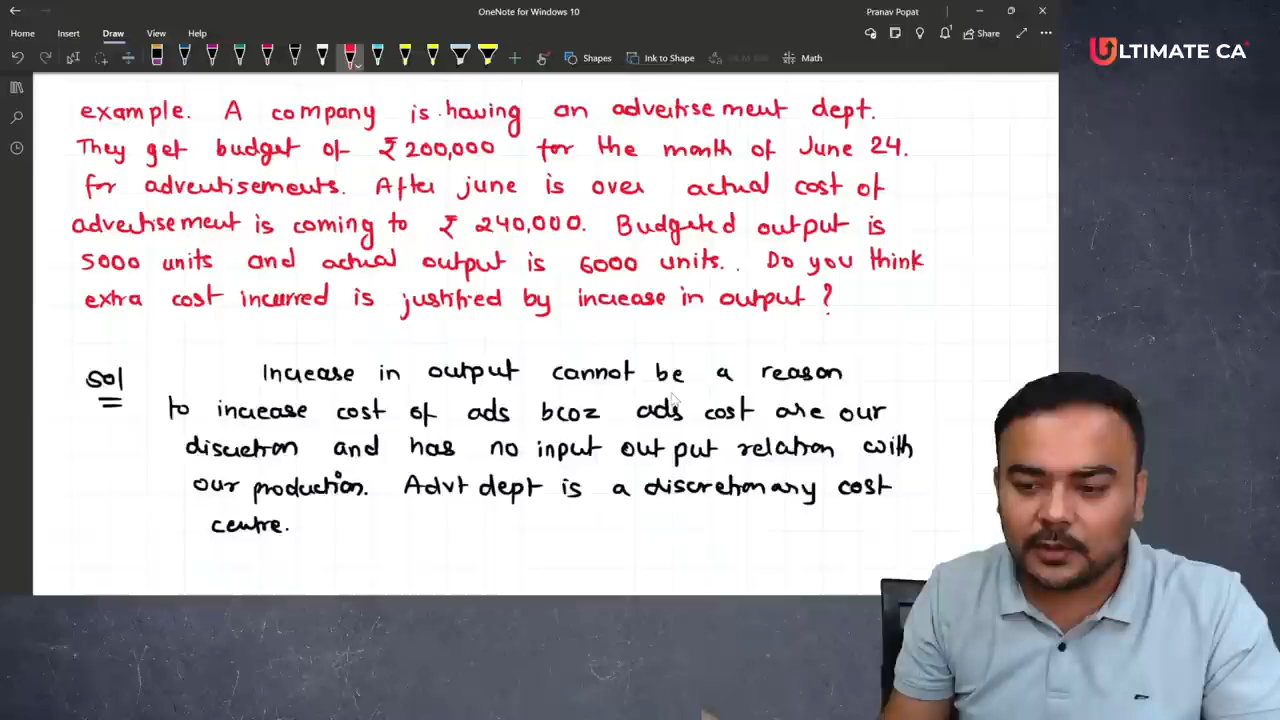 OneNote for Windows 10
Pranav Popat
Home Insert Draw View Help
Share
Shapes
Ink to Shape
Math
ULTIMATE CA
example. A company is having an advertisement dept.
They get budget of ₹200,000 for the month of June 24.
for advertisements. After june is over actual cost of
advertisement is coming to ₹ 240,000. Budgeted output is
5000 units and actual output is 6000 units.. Do you think
extra cost incurred is justified by increase in output?
Sol
Increase in output cannot be a reason
to increase cost of ads bcoz ads cost are our
discretion and has no input output relation with
our production. Advt dept is a discretionary cost
centre.